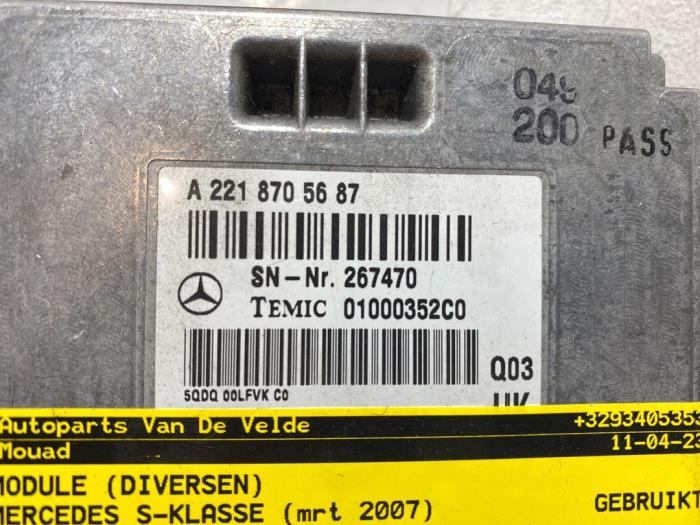 049
200 PASS
A 221 870 56 87
SN-Nr. 267470
TEMIC 01000352C0
5QDQ 00LFVK C0
Q03
UK
Autoparts Van De Velde
+3293405353
Mouad
11-04-23
MODULE (DIVERSEN)
MERCEDES S-KLASSE (mrt 2007)
GEBRUIKT